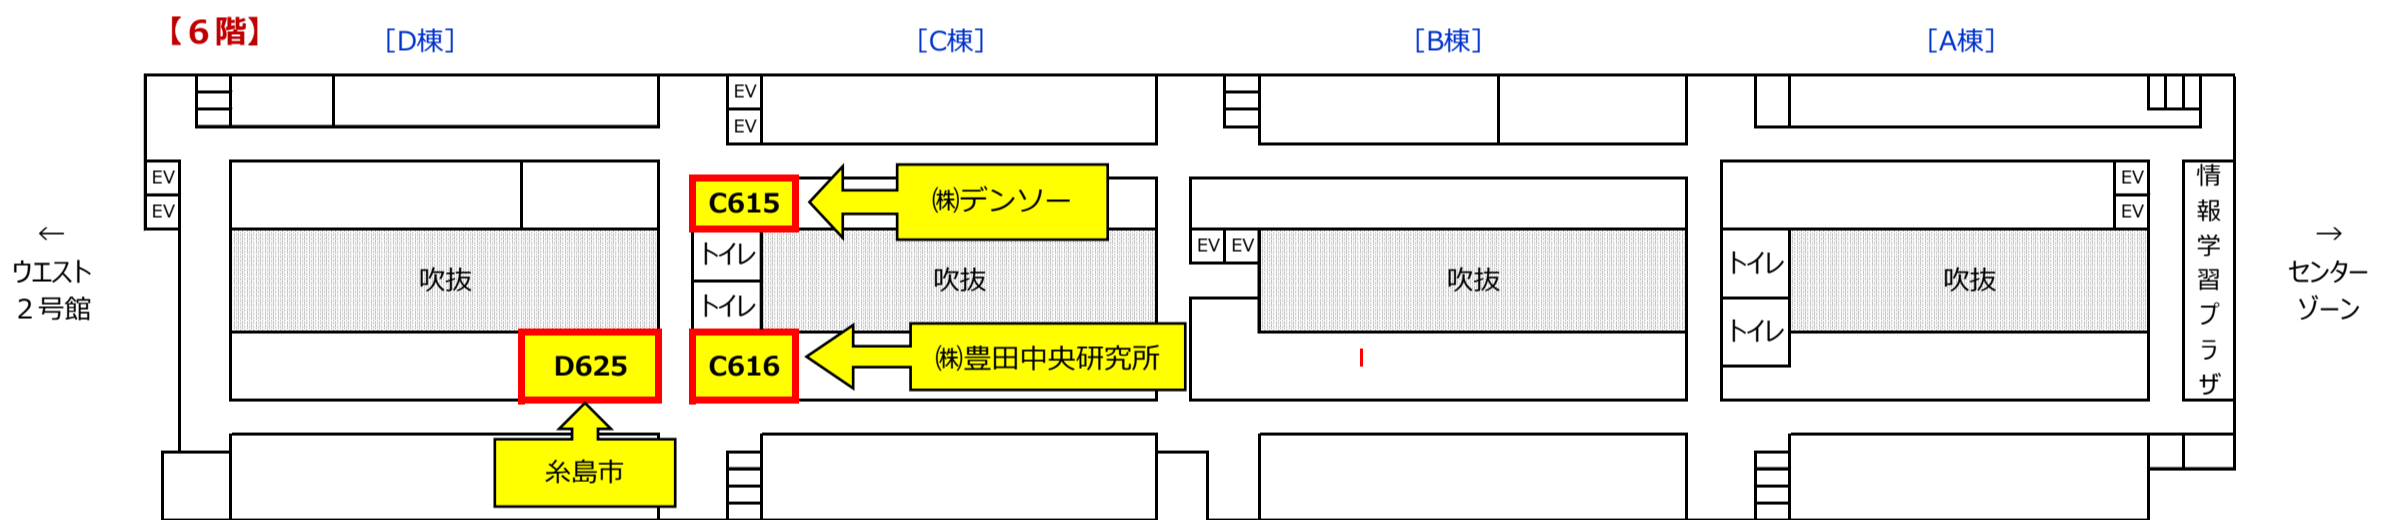 【６階】
［D棟］
［C棟］
［B棟］
［A棟］
EV
EV
EV
EV
C615
㈱デンソー
EV
EV
情報学習プラザ
←
ウエスト
２号館
吹抜
トイレ
トイレ
吹抜
EV EV
吹抜
トイレ
トイレ
吹抜
→
センター
ゾーン
D625
C616
㈱豊田中央研究所
糸島市